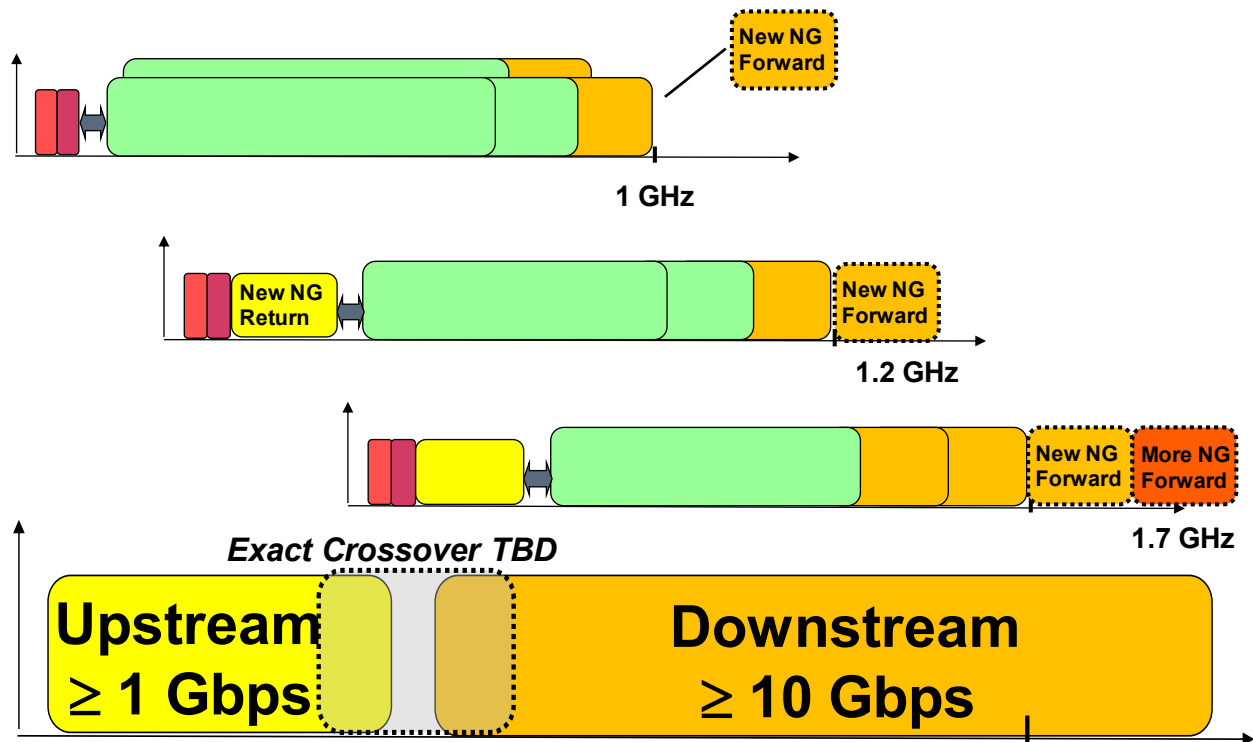 New NG
Forward
1 GHz
New NG
Return
New NG
Forward
1.2 GHz
New NG
Forward
More NG
Forward
1.7 GHz
Exact Crossover TBD
Upstream
≥ 1 Gbps
Downstream
≥ 10 Gbps